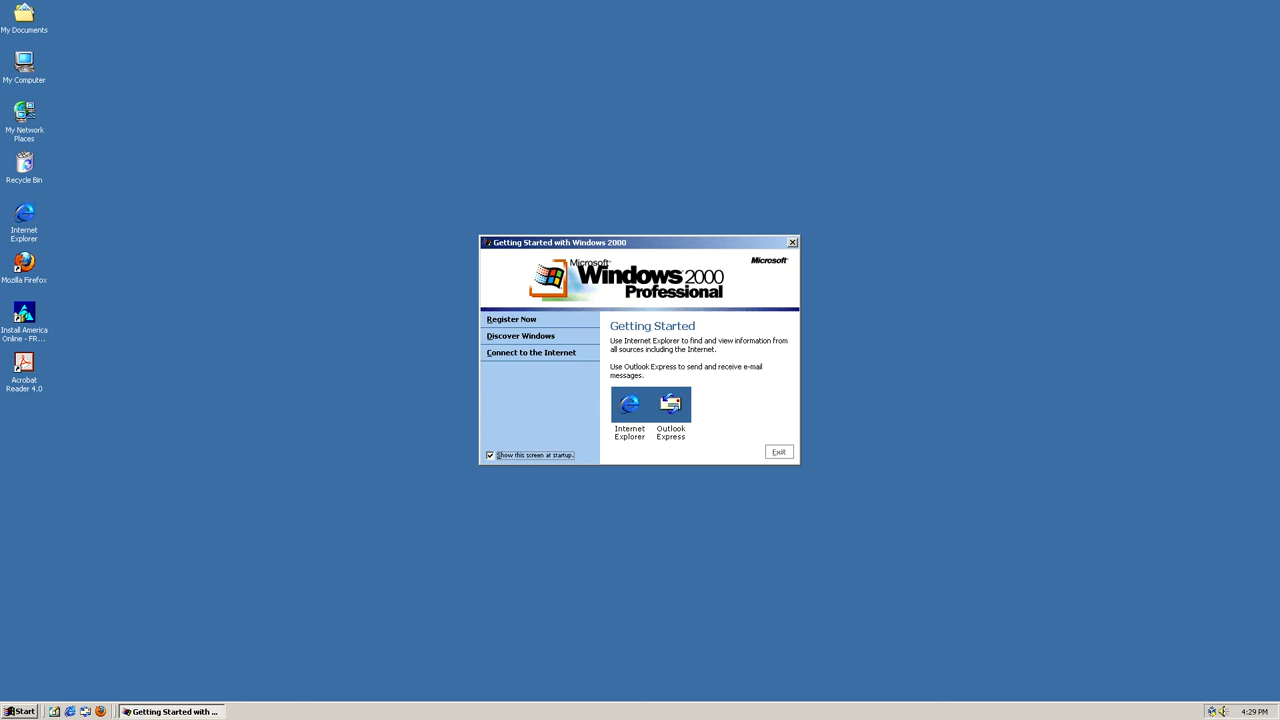 My Documents
My Computer
My Network
Places
Recycle Bin
Internet
Explorer
Mozilla Firefox
Install America
Online - FR...
Acrobat
Reader 4.0
Getting Started with Windows 2000
Microsoft
Windows 2000
Professional
Microsoft
Register Now
Discover Windows
Connect to the Internet
Show this screen at startup.
Getting Started
Use Internet Explorer to find and view information from
all sources including the Internet.
Use Outlook Express to send and receive e-mail
messages.
Internet
Explorer
Outlook
Express
Exit
Start
Getting Started with ...
4:29 PM